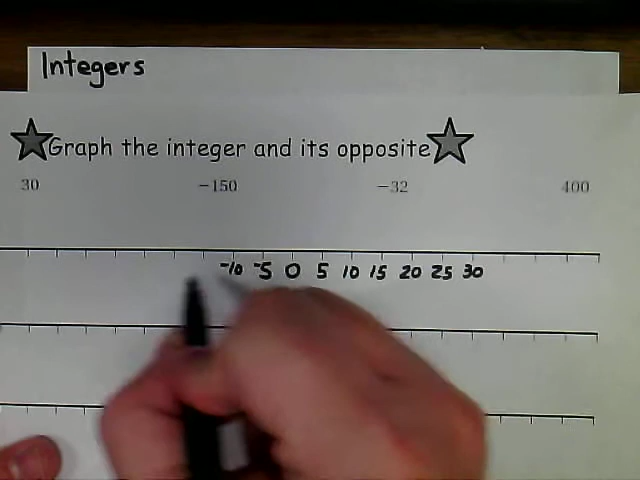 Integers
Graph the integer and its opposite
30 -150 -32 400
-10 -5 0 5 10 15 20 25 30